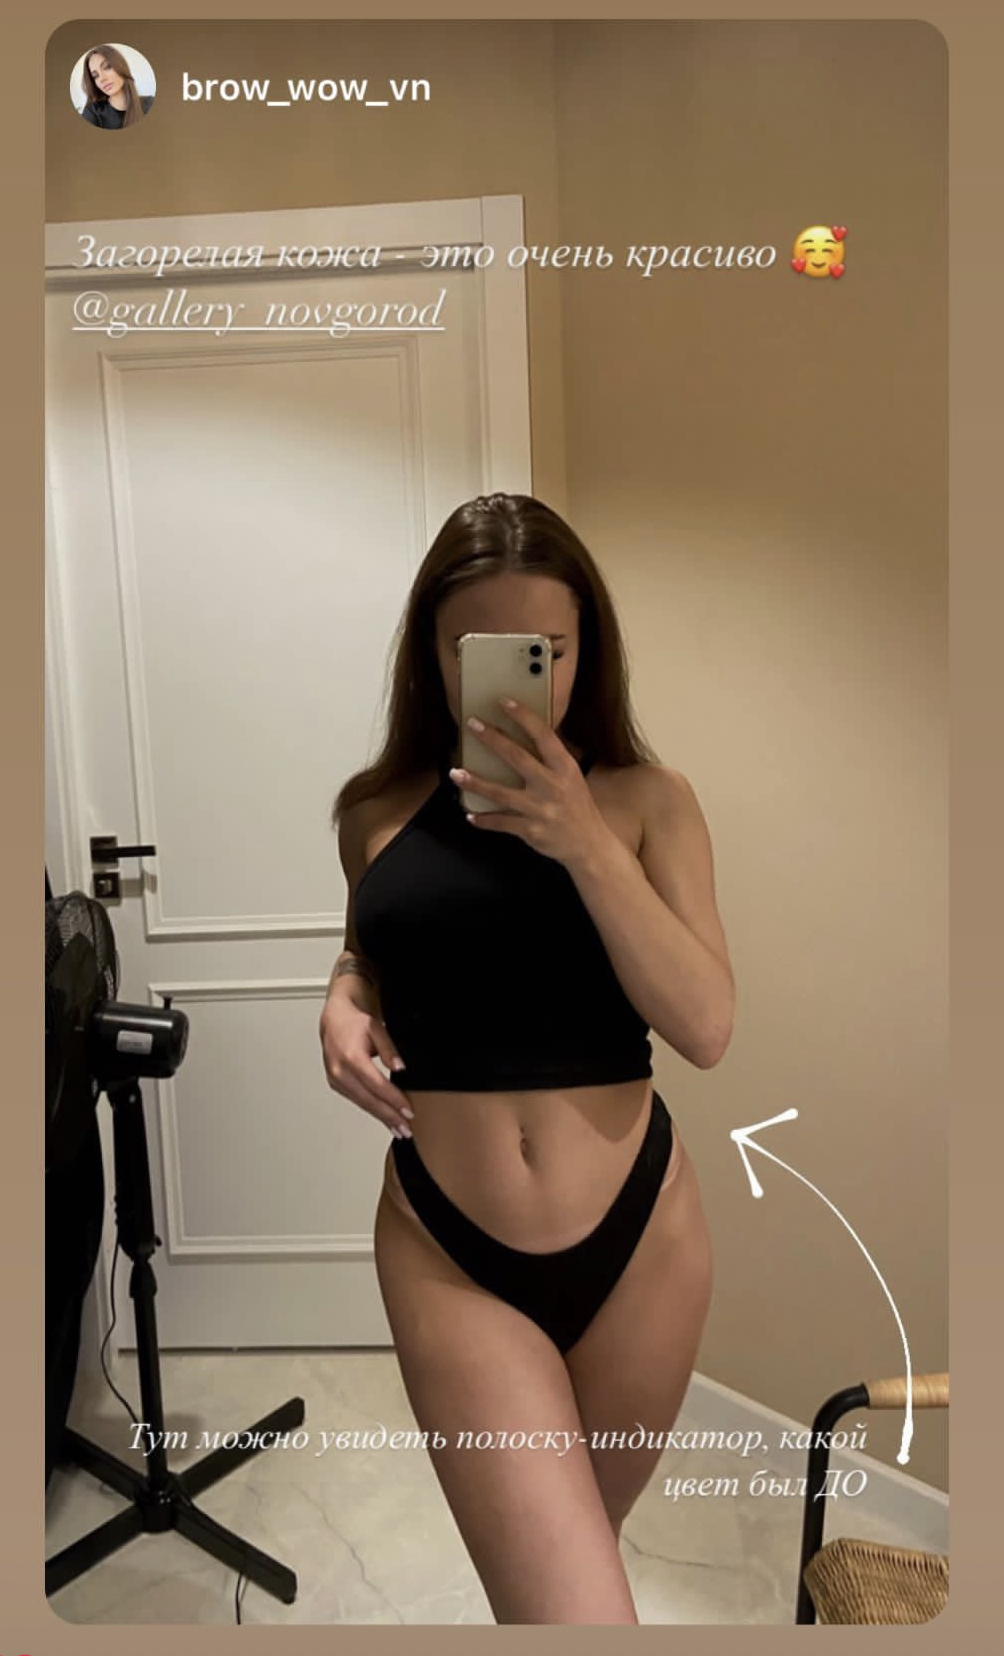 brow_wow_vn
Загорелая кожа - это очень красиво 🥰
@gallery_novgorod
Тут можно увидеть полоску-индикатор, какой
цвет был ДО